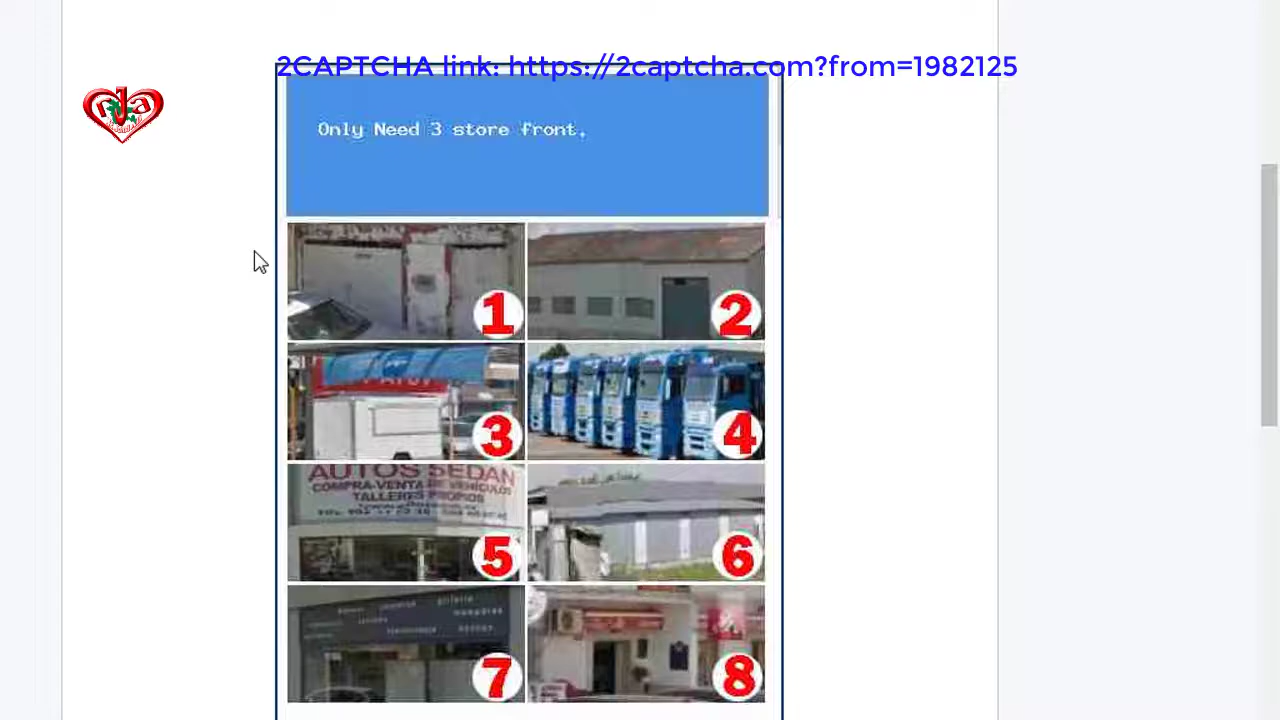 2CAPTCHA link: https://2captcha.com?from=1982125
Only Need 3 store front.
1
2
3
4
AUTOS SEDAN
COMPRA-VENTA DE VEHÍCULOS
TALLERES PROPIOS
5
6
7
8